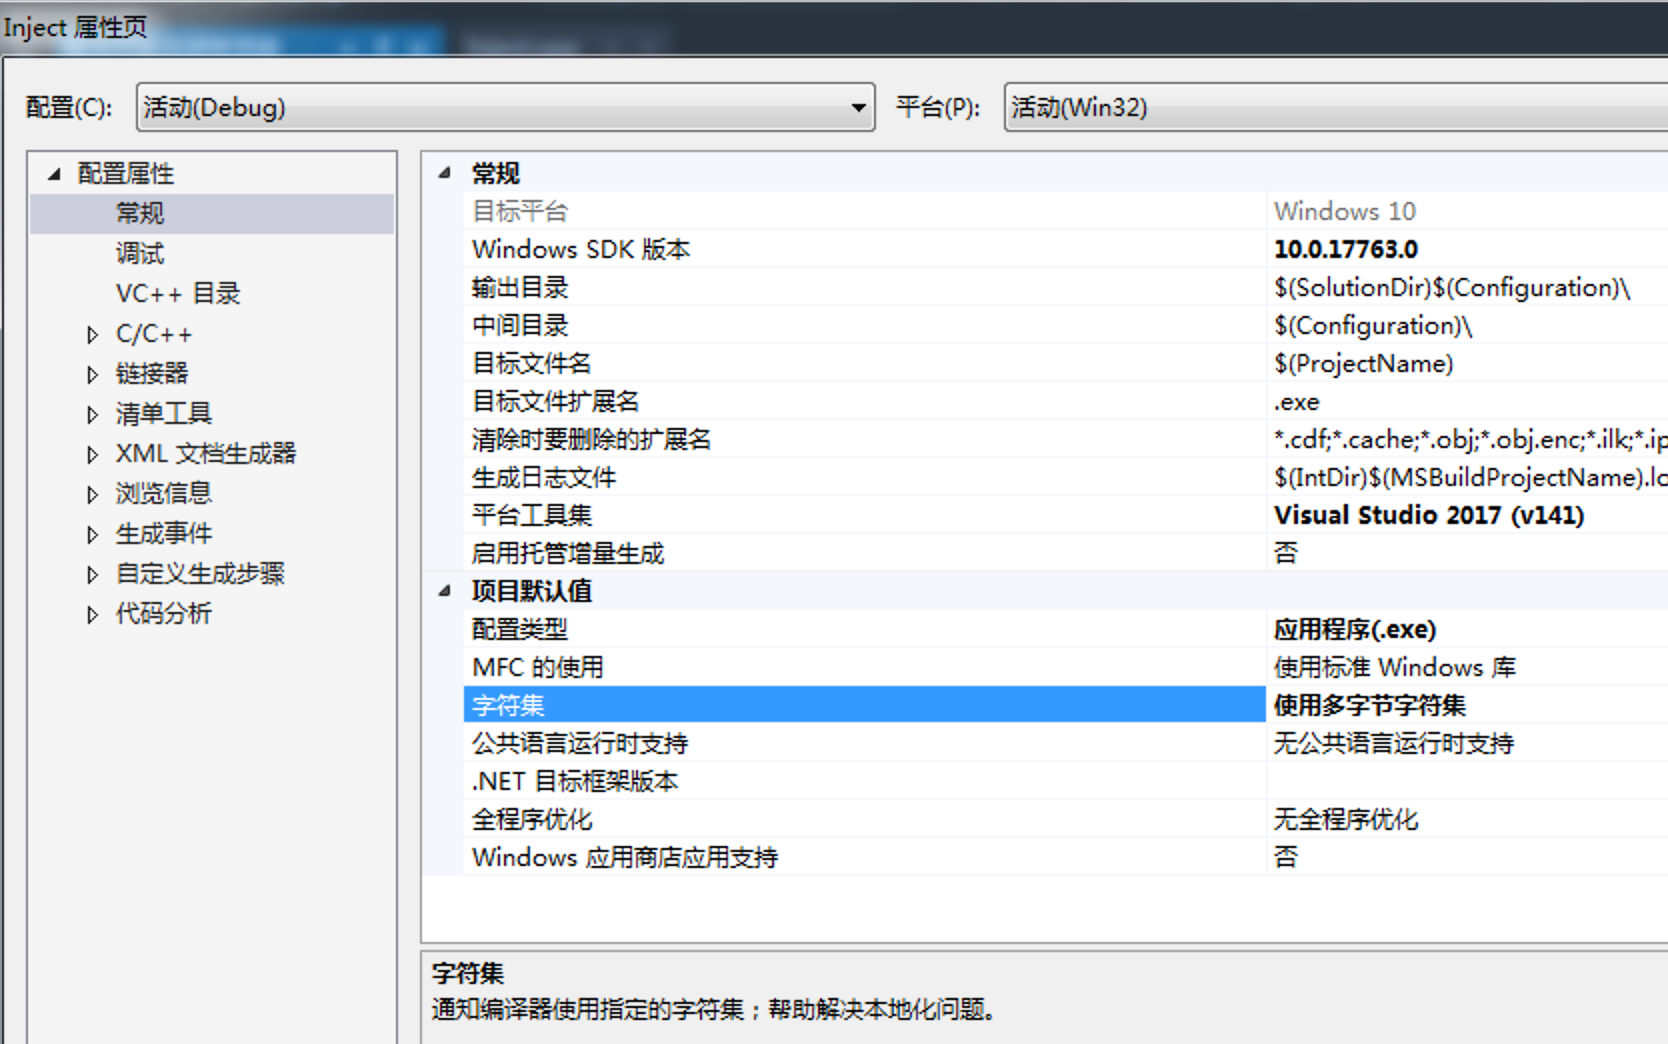 Inject 属性页
配置(C): 活动(Debug) 平台(P): 活动(Win32)
配置属性
常规
调试
VC++ 目录
C/C++
链接器
清单工具
XML 文档生成器
浏览信息
生成事件
自定义生成步骤
代码分析
常规
目标平台 Windows 10
Windows SDK 版本 10.0.17763.0
输出目录 $(SolutionDir)$(Configuration)\
中间目录 $(Configuration)\
目标文件名 $(ProjectName)
目标文件扩展名 .exe
清除时要删除的扩展名 *.cdf;*.cache;*.obj;*.obj.enc;*.ilk;*.ip
生成日志文件 $(IntDir)$(MSBuildProjectName).lo
平台工具集 Visual Studio 2017 (v141)
启用托管增量生成 否
项目默认值
配置类型 应用程序(.exe)
MFC 的使用 使用标准 Windows 库
字符集 使用多字节字符集
公共语言运行时支持 无公共语言运行时支持
.NET 目标框架版本
全程序优化 无全程序优化
Windows 应用商店应用支持 否
字符集
通知编译器使用指定的字符集；帮助解决本地化问题。